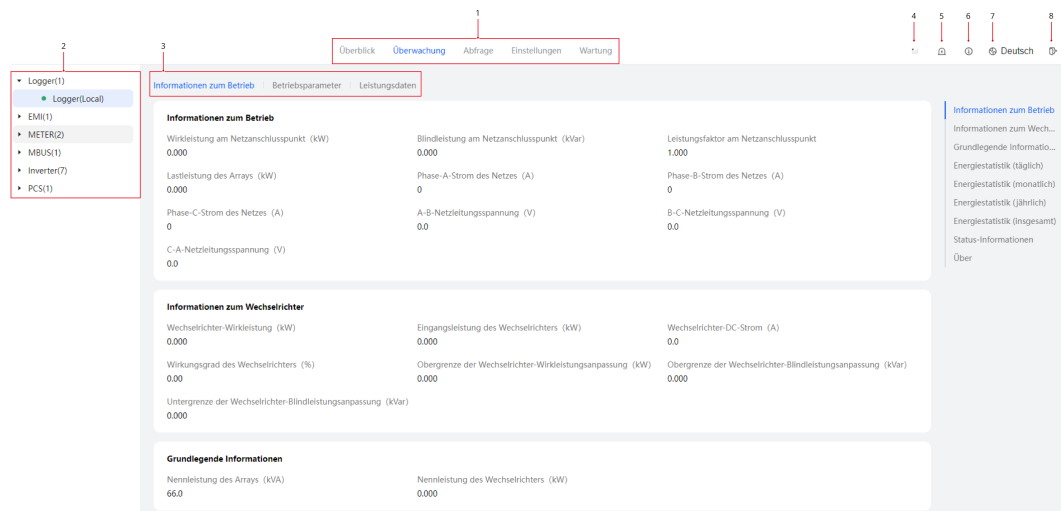 1
4 5 6 7 8
2 3
Überblick Überwachung Abfrage Einstellungen Wartung
Deutsch
Logger(1)
Logger(Local)
EMI(1)
METER(2)
MBUS(1)
Inverter(7)
PCS(1)
Informationen zum Betrieb Betriebsparameter Leistungsdaten
Informationen zum Betrieb
Wirkleistung am Netzanschlusspunkt (kW) Blindleistung am Netzanschlusspunkt (kVar) Leistungsfaktor am Netzanschlusspunkt
0.000 0.000 1.000
Lastleistung des Arrays (kW) Phase-A-Strom des Netzes (A) Phase-B-Strom des Netzes (A)
0.000 0 0
Phase-C-Strom des Netzes (A) A-B-Netzleitungsspannung (V) B-C-Netzleitungsspannung (V)
0 0.0 0.0
C-A-Netzleitungsspannung (V)
0.0
Informationen zum Wechselrichter
Wechselrichter-Wirkleistung (kW) Eingangsleistung des Wechselrichters (kW) Wechselrichter-DC-Strom (A)
0.000 0.000 0.0
Wirkungsgrad des Wechselrichters (%) Obergrenze der Wechselrichter-Wirkleistungsanpassung (kW) Obergrenze der Wechselrichter-Blindleistungsanpassung (kVar)
0.00 0.000 0.000
Untergrenze der Wechselrichter-Blindleistungsanpassung (kVar)
0.000
Grundlegende Informationen
Nennleistung des Arrays (kVA) Nennleistung des Wechselrichters (kW)
66.0 0.000
Informationen zum Betrieb
Informationen zum Wech...
Grundlegende Informatio...
Energiestatistik (täglich)
Energiestatistik (monatlich)
Energiestatistik (jährlich)
Energiestatistik (insgesamt)
Status-Informationen
Über